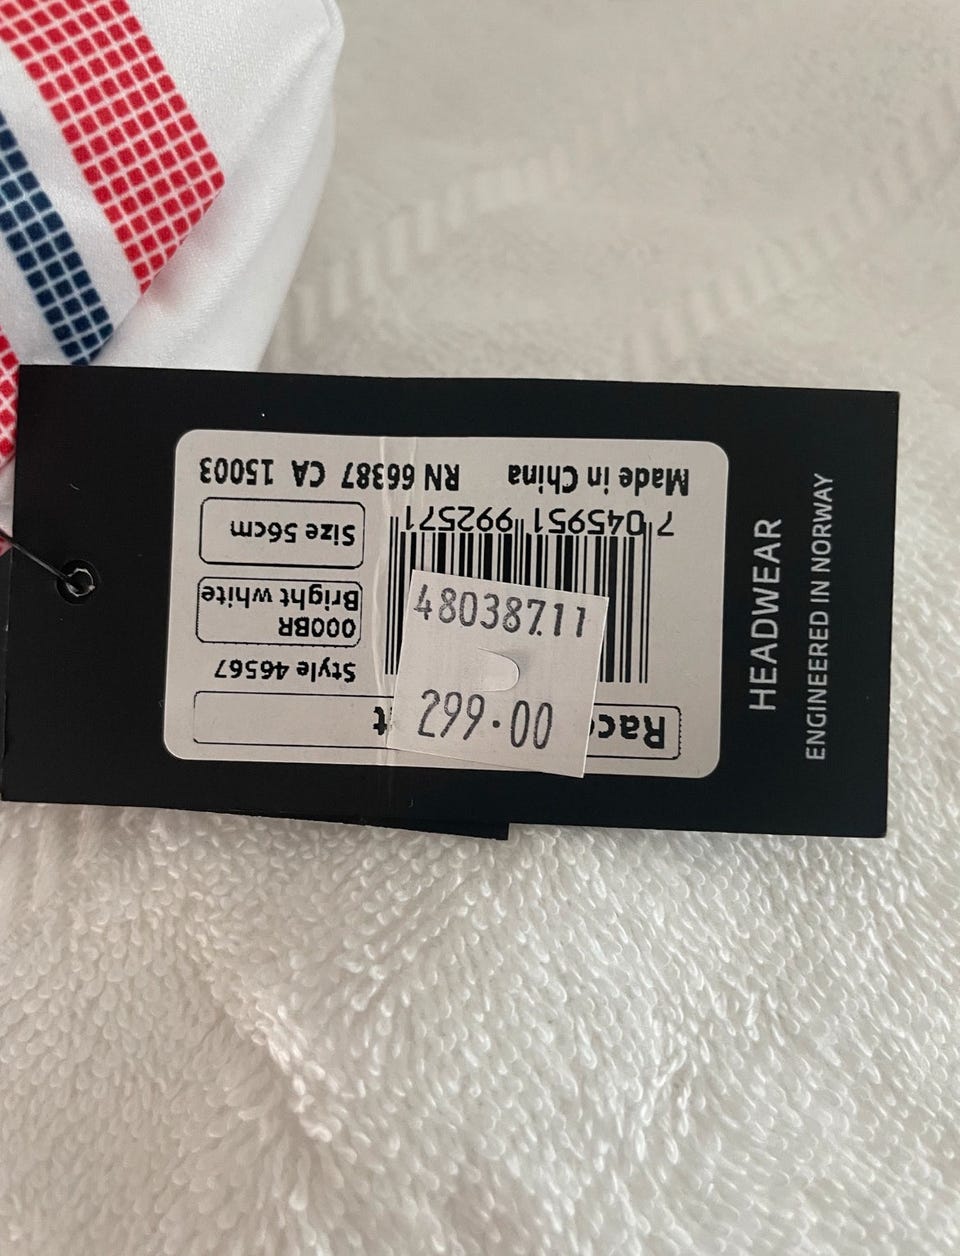 Style 46567
000BR
Bright white
Size 56cm
7 045951 992571
Made in China RN 66387 CA 15003
48038711
299.00
HEADWEAR
ENGINEERED IN NORWAY